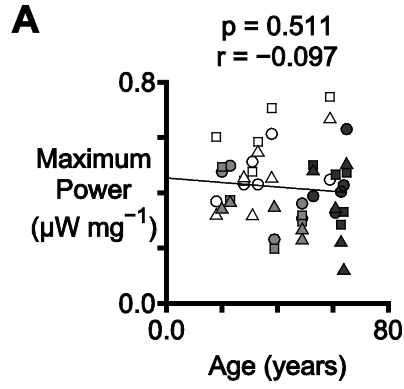 A
p = 0.511
r = −0.097
0.8
Maximum
Power
(μW mg⁻¹)
0.0
0.0 80
Age (years)